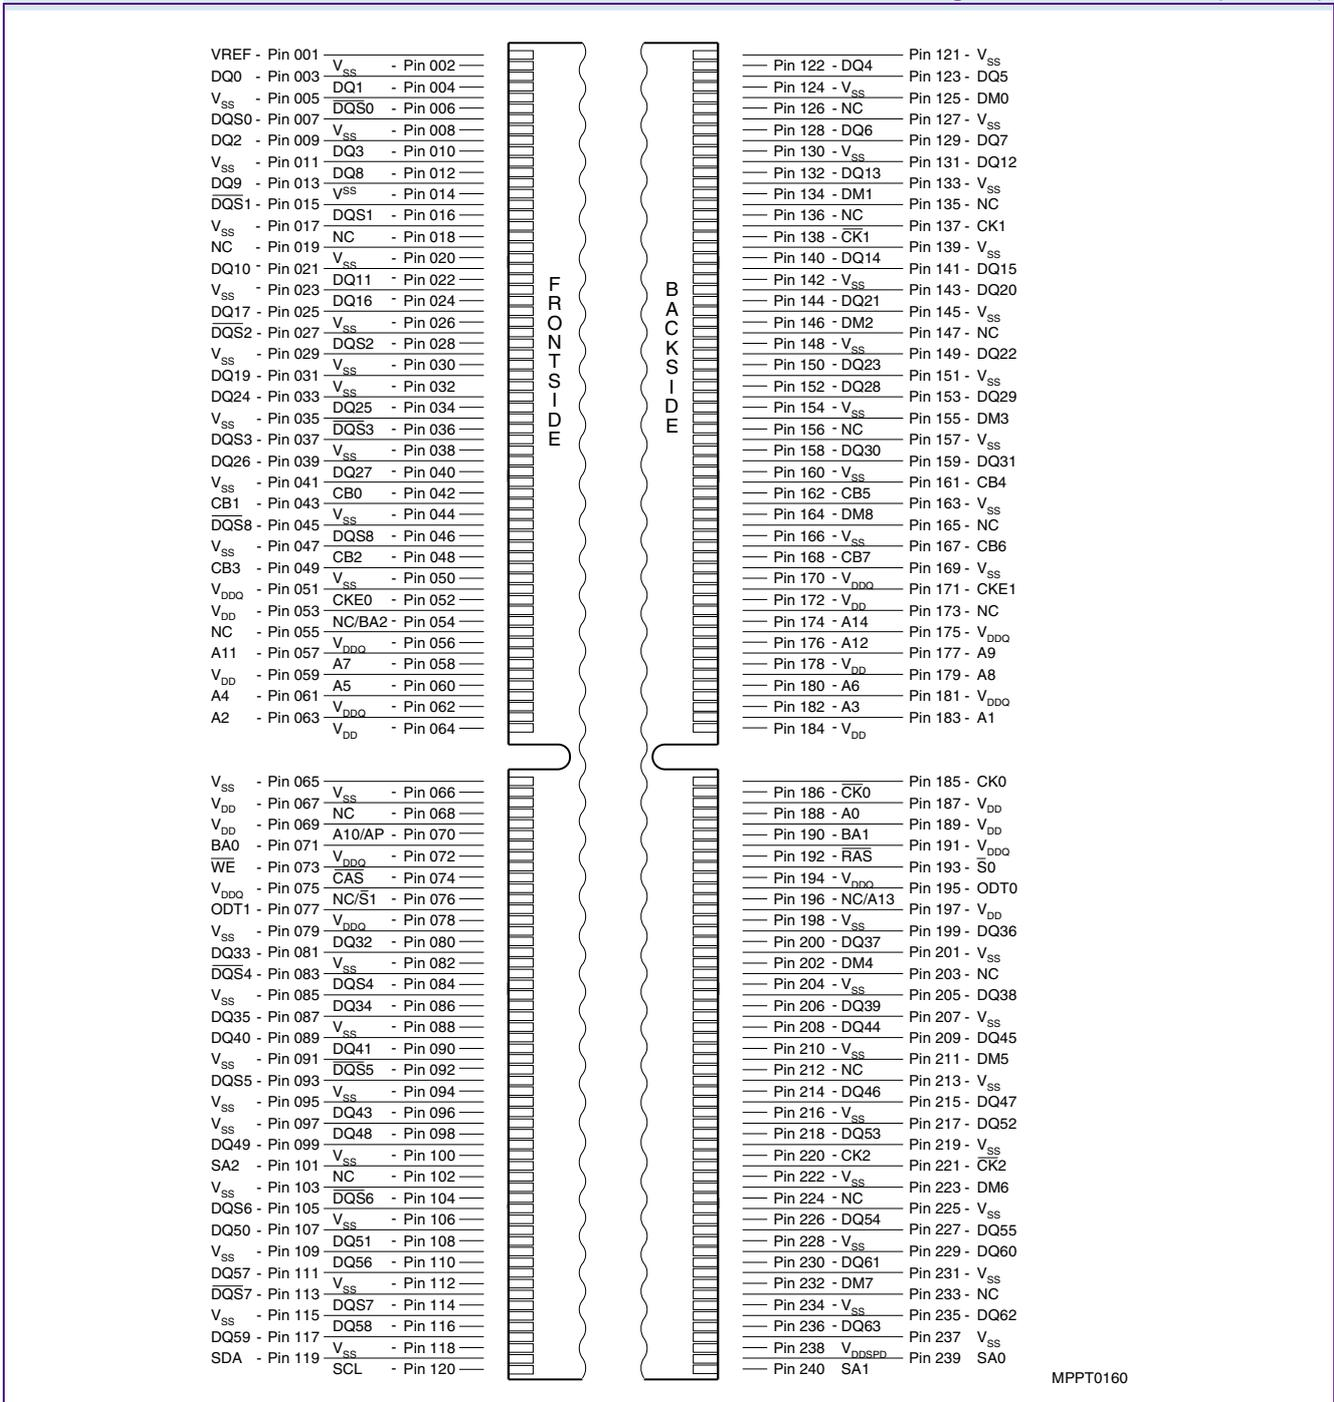 VREF - Pin 001
VSS - Pin 002
DQ0 - Pin 003
DQ1 - Pin 004
VSS - Pin 005
D̅Q̅S̅0 - Pin 006
DQS0 - Pin 007
VSS - Pin 008
DQ2 - Pin 009
DQ3 - Pin 010
VSS - Pin 011
DQ8 - Pin 012
DQ9 - Pin 013
VSS - Pin 014
D̅Q̅S̅1 - Pin 015
DQS1 - Pin 016
VSS - Pin 017
NC - Pin 018
NC - Pin 019
VSS - Pin 020
DQ10 - Pin 021
DQ11 - Pin 022
VSS - Pin 023
DQ16 - Pin 024
DQ17 - Pin 025
VSS - Pin 026
D̅Q̅S̅2 - Pin 027
DQS2 - Pin 028
VSS - Pin 029
VSS - Pin 030
DQ19 - Pin 031
VSS - Pin 032
DQ24 - Pin 033
DQ25 - Pin 034
VSS - Pin 035
D̅Q̅S̅3 - Pin 036
DQS3 - Pin 037
VSS - Pin 038
DQ26 - Pin 039
DQ27 - Pin 040
VSS - Pin 041
CB0 - Pin 042
CB1 - Pin 043
VSS - Pin 044
D̅Q̅S̅8 - Pin 045
DQS8 - Pin 046
VSS - Pin 047
CB2 - Pin 048
CB3 - Pin 049
VSS - Pin 050
VDDQ - Pin 051
CKE0 - Pin 052
VDD - Pin 053
NC/BA2 - Pin 054
NC - Pin 055
VDDQ - Pin 056
A11 - Pin 057
A7 - Pin 058
VDD - Pin 059
A5 - Pin 060
A4 - Pin 061
VDDQ - Pin 062
A2 - Pin 063
VDD - Pin 064
VSS - Pin 065
VSS - Pin 066
VDD - Pin 067
NC - Pin 068
VDD - Pin 069
A10/AP - Pin 070
BA0 - Pin 071
VDDQ - Pin 072
W̅E̅ - Pin 073
C̅A̅S̅ - Pin 074
VDDQ - Pin 075
NC/S̅1 - Pin 076
ODT1 - Pin 077
VDDQ - Pin 078
VSS - Pin 079
DQ32 - Pin 080
DQ33 - Pin 081
VSS - Pin 082
D̅Q̅S̅4 - Pin 083
DQS4 - Pin 084
VSS - Pin 085
DQ34 - Pin 086
DQ35 - Pin 087
VSS - Pin 088
DQ40 - Pin 089
DQ41 - Pin 090
VSS - Pin 091
D̅Q̅S̅5 - Pin 092
DQS5 - Pin 093
VSS - Pin 094
VSS - Pin 095
DQ43 - Pin 096
VSS - Pin 097
DQ48 - Pin 098
DQ49 - Pin 099
VSS - Pin 100
SA2 - Pin 101
NC - Pin 102
VSS - Pin 103
D̅Q̅S̅6 - Pin 104
DQS6 - Pin 105
VSS - Pin 106
DQ50 - Pin 107
DQ51 - Pin 108
VSS - Pin 109
DQ56 - Pin 110
DQ57 - Pin 111
VSS - Pin 112
D̅Q̅S̅7 - Pin 113
DQS7 - Pin 114
VSS - Pin 115
DQ58 - Pin 116
DQ59 - Pin 117
VSS - Pin 118
SDA - Pin 119
SCL - Pin 120
FRONTSIDE
BACKSIDE
Pin 121 - VSS
Pin 122 - DQ4
Pin 123 - DQ5
Pin 124 - VSS
Pin 125 - DM0
Pin 126 - NC
Pin 127 - VSS
Pin 128 - DQ6
Pin 129 - DQ7
Pin 130 - VSS
Pin 131 - DQ12
Pin 132 - DQ13
Pin 133 - VSS
Pin 134 - DM1
Pin 135 - NC
Pin 136 - NC
Pin 137 - CK1
Pin 138 - C̅K̅1
Pin 139 - VSS
Pin 140 - DQ14
Pin 141 - DQ15
Pin 142 - VSS
Pin 143 - DQ20
Pin 144 - DQ21
Pin 145 - VSS
Pin 146 - DM2
Pin 147 - NC
Pin 148 - VSS
Pin 149 - DQ22
Pin 150 - DQ23
Pin 151 - VSS
Pin 152 - DQ28
Pin 153 - DQ29
Pin 154 - VSS
Pin 155 - DM3
Pin 156 - NC
Pin 157 - VSS
Pin 158 - DQ30
Pin 159 - DQ31
Pin 160 - VSS
Pin 161 - CB4
Pin 162 - CB5
Pin 163 - VSS
Pin 164 - DM8
Pin 165 - NC
Pin 166 - VSS
Pin 167 - CB6
Pin 168 - CB7
Pin 169 - VSS
Pin 170 - VDDQ
Pin 171 - CKE1
Pin 172 - VDD
Pin 173 - NC
Pin 174 - A14
Pin 175 - VDDQ
Pin 176 - A12
Pin 177 - A9
Pin 178 - VDD
Pin 179 - A8
Pin 180 - A6
Pin 181 - VDDQ
Pin 182 - A3
Pin 183 - A1
Pin 184 - VDD
Pin 185 - CK0
Pin 186 - C̅K̅0
Pin 187 - VDD
Pin 188 - A0
Pin 189 - VDD
Pin 190 - BA1
Pin 191 - VDDQ
Pin 192 - R̅A̅S̅
Pin 193 - S̅0
Pin 194 - VDDQ
Pin 195 - ODT0
Pin 196 - NC/A13
Pin 197 - VDD
Pin 198 - VSS
Pin 199 - DQ36
Pin 200 - DQ37
Pin 201 - VSS
Pin 202 - DM4
Pin 203 - NC
Pin 204 - VSS
Pin 205 - DQ38
Pin 206 - DQ39
Pin 207 - VSS
Pin 208 - DQ44
Pin 209 - DQ45
Pin 210 - VSS
Pin 211 - DM5
Pin 212 - NC
Pin 213 - VSS
Pin 214 - DQ46
Pin 215 - DQ47
Pin 216 - VSS
Pin 217 - DQ52
Pin 218 - DQ53
Pin 219 - VSS
Pin 220 - CK2
Pin 221 - C̅K̅2
Pin 222 - VSS
Pin 223 - DM6
Pin 224 - NC
Pin 225 - VSS
Pin 226 - DQ54
Pin 227 - DQ55
Pin 228 - VSS
Pin 229 - DQ60
Pin 230 - DQ61
Pin 231 - VSS
Pin 232 - DM7
Pin 233 - NC
Pin 234 - VSS
Pin 235 - DQ62
Pin 236 - DQ63
Pin 237 VSS
Pin 238 VDDSPD
Pin 239 SA0
Pin 240 SA1
MPPT0160